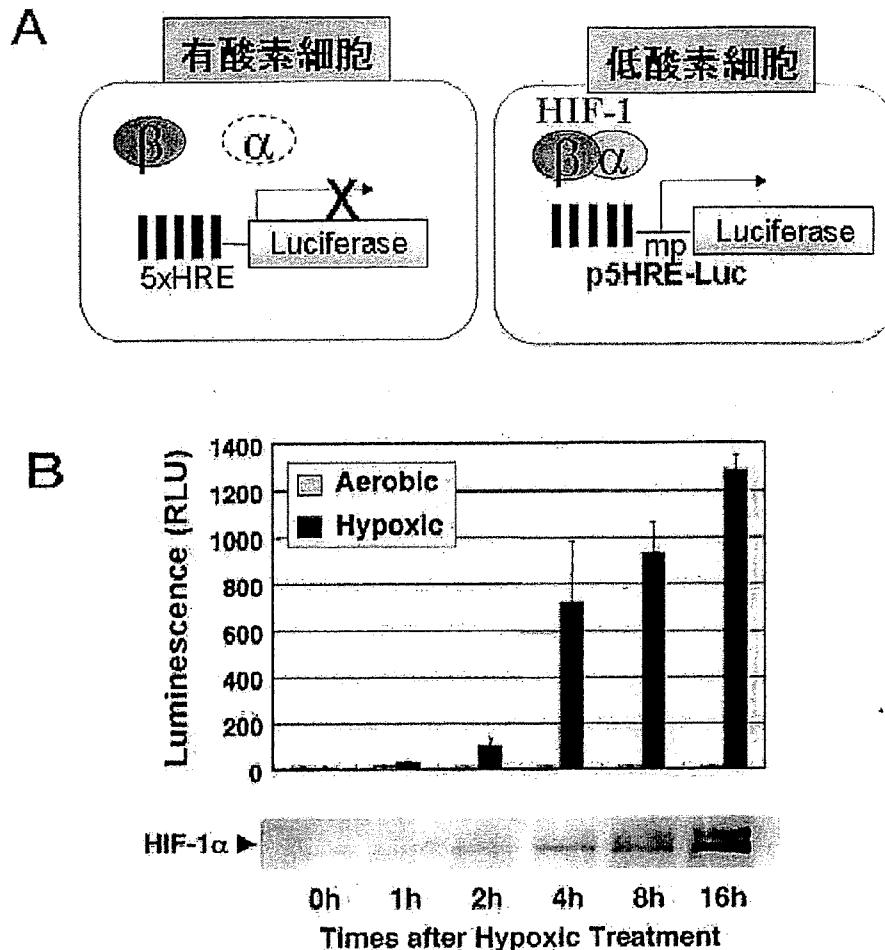 A
有酸素細胞
β α
5xHRE
X
Luciferase
低酸素細胞
HIF-1
β α
mp
Luciferase
p5HRE-Luc
B
Luminescence (RLU)
1400
1200
1000
800
600
400
200
0
Aerobic
Hypoxic
HIF-1α
0h 1h 2h 4h 8h 16h
Times after Hypoxic Treatment